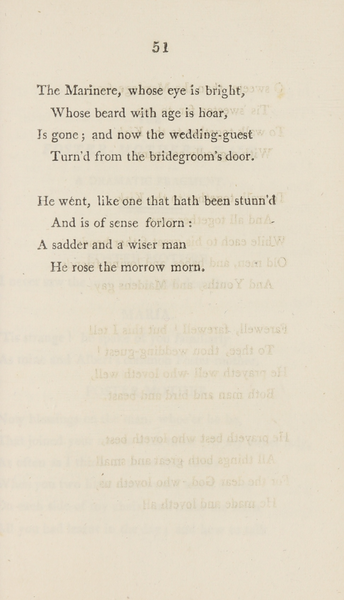 51
The Marinere, whose eye is bright,
Whose beard with age is hoar,
Is gone; and now the wedding-guest
Turn'd from the bridegroom's door.
He went, like one that hath been stunn'd
And is of sense forlorn:
A sadder and a wiser man
He rose the morrow morn.